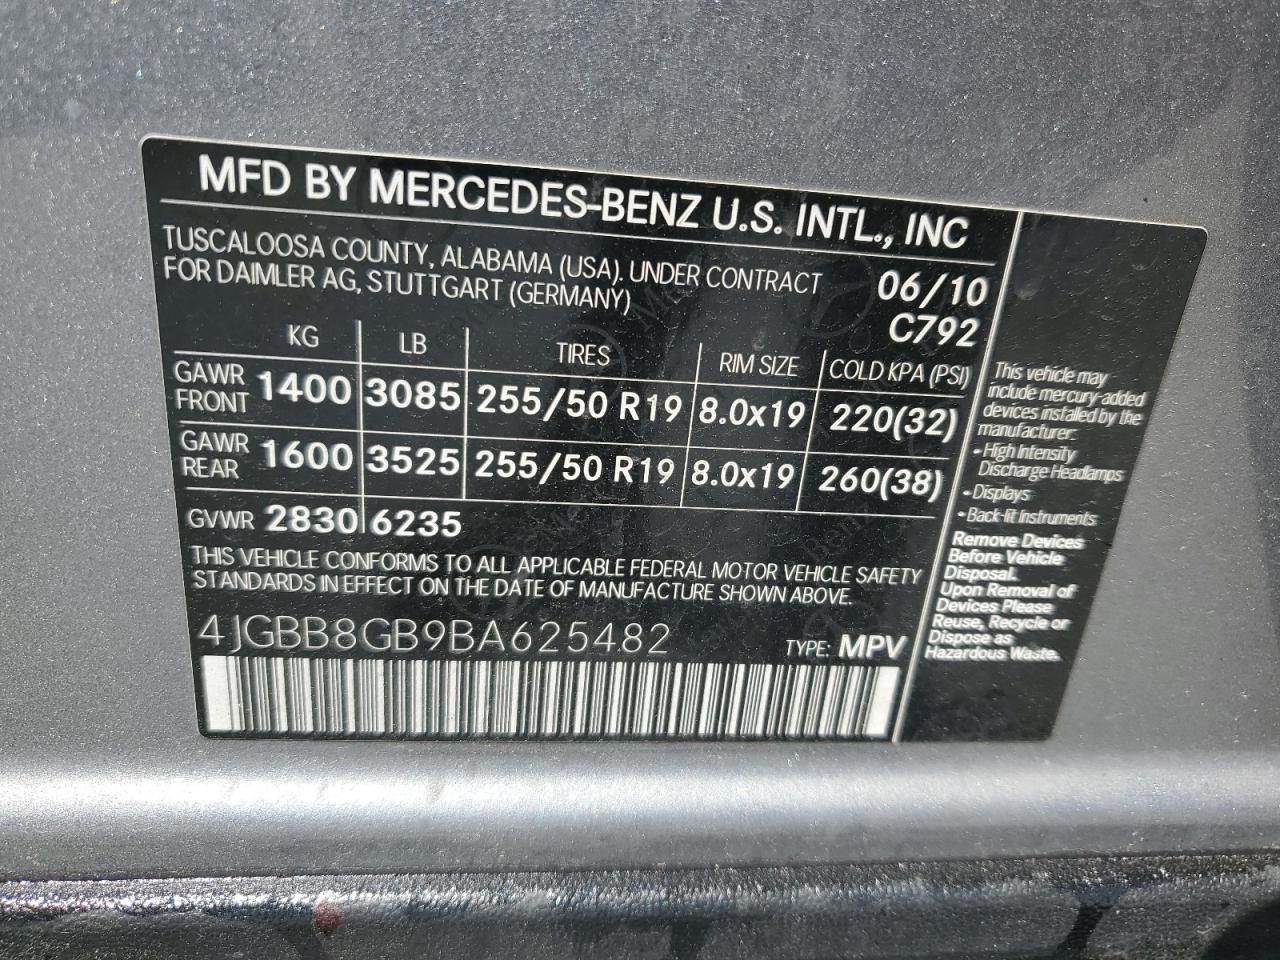 MFD BY MERCEDES-BENZ U.S. INTL., INC
TUSCALOOSA COUNTY, ALABAMA (USA), UNDER CONTRACT
FOR DAIMLER AG, STUTTGART (GERMANY)
06/10
C792
KG LB TIRES RIM SIZE COLD KPA (PSI)
GAWR FRONT 1400 3085 255/50 R19 8.0x19 220(32)
GAWR REAR 1600 3525 255/50 R19 8.0x19 260(38)
GVWR 2830 6235
THIS VEHICLE CONFORMS TO ALL APPLICABLE FEDERAL MOTOR VEHICLE SAFETY
STANDARDS IN EFFECT ON THE DATE OF MANUFACTURE SHOWN ABOVE.
4JGBB8GB9BA625482 TYPE: MPV
This vehicle may
include mercury-added
devices installed by the
manufacturer:
• High Intensity
Discharge Headlamps
• Displays
• Back-lit Instruments
Remove Devices
Before Vehicle
Disposal.
Upon Removal of
Devices Please
Reuse, Recycle or
Dispose as
Hazardous Waste.